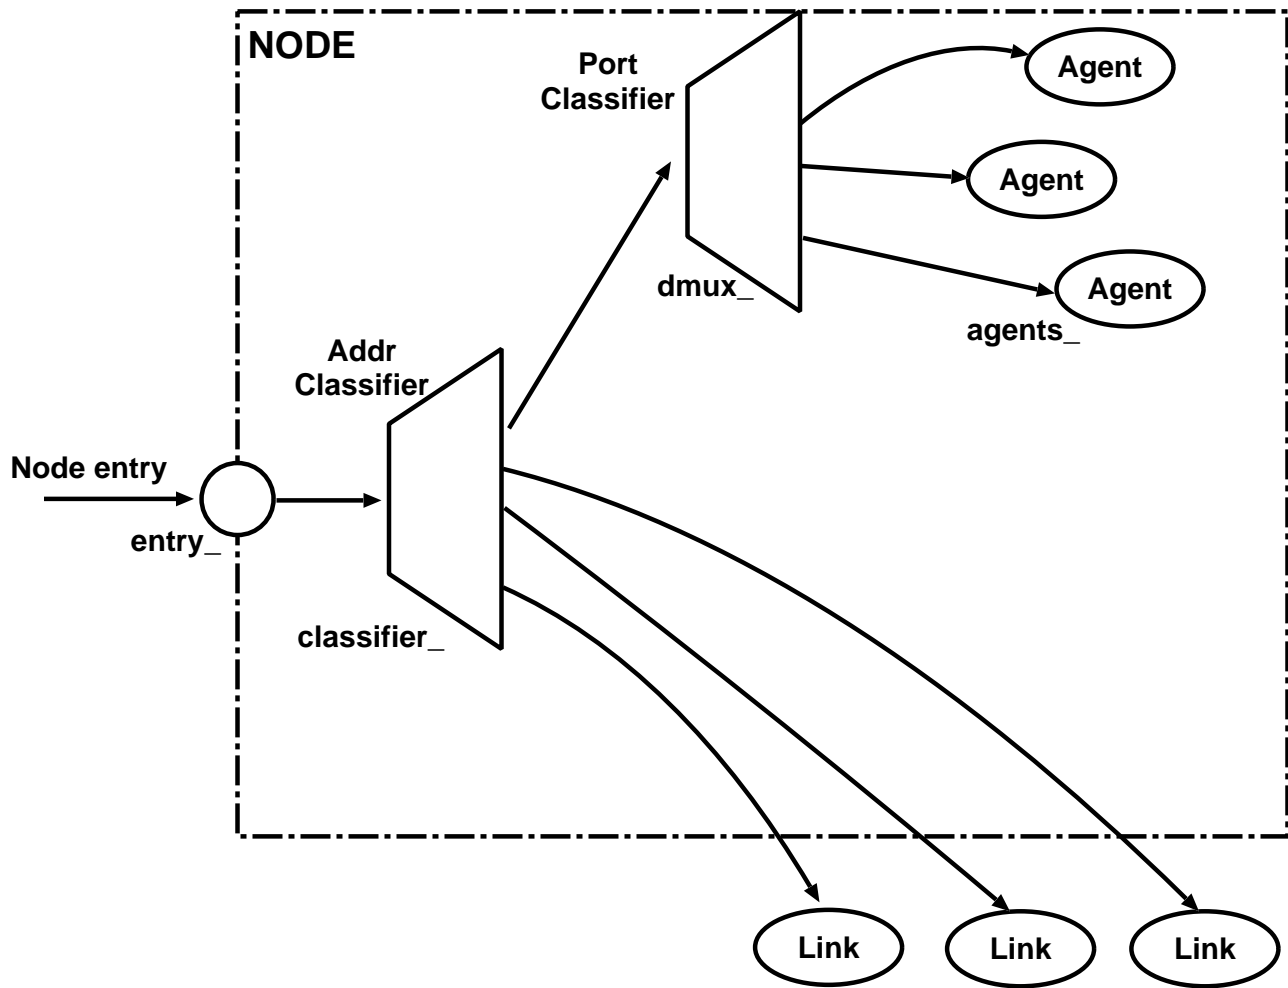 NODE
Port
Classifier
Agent
Agent
Agent
dmux_
agents_
Addr
Classifier
Node entry
entry_
classifier_
Link
Link
Link